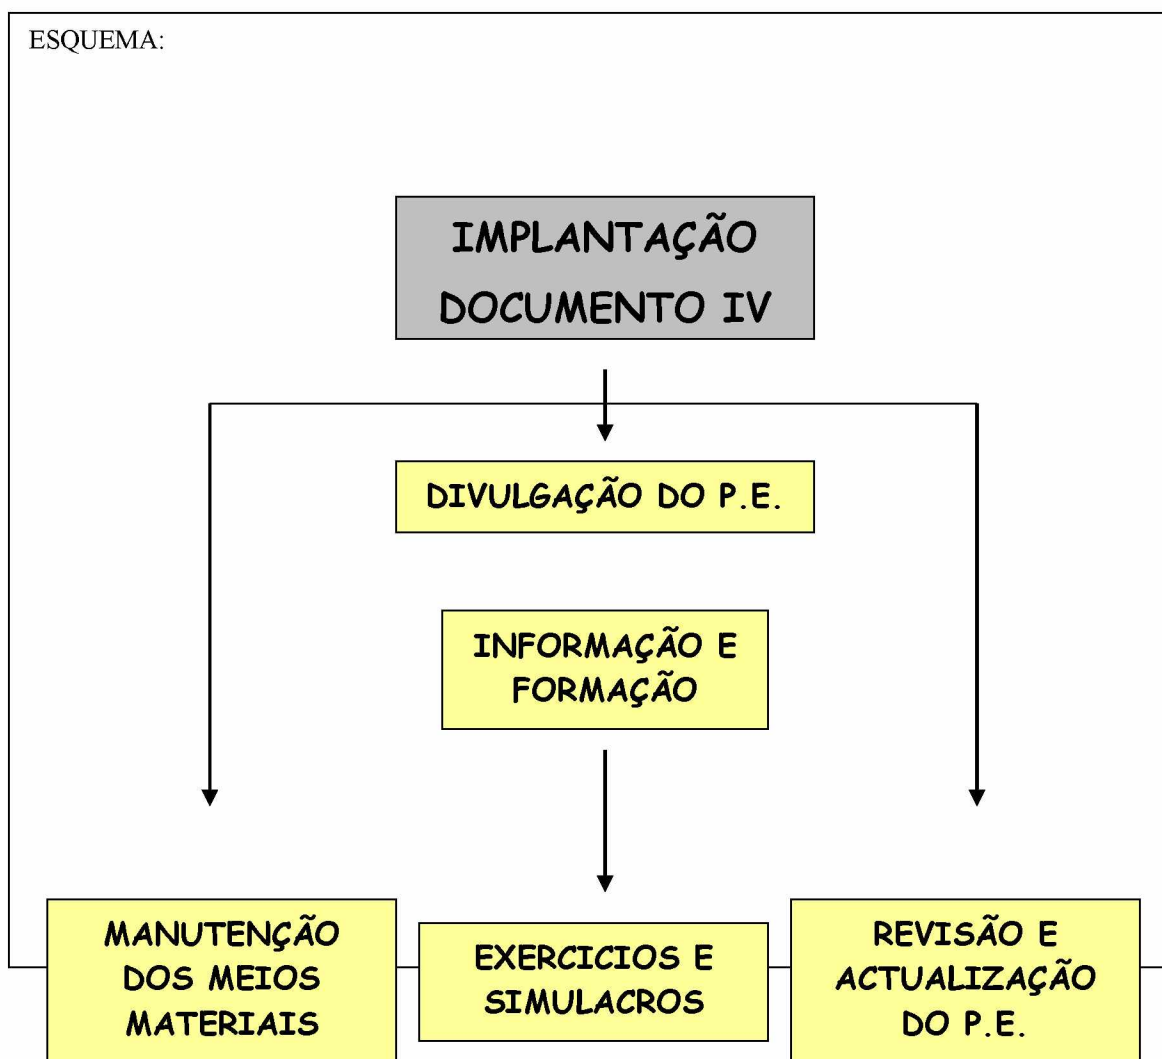 ESQUEMA:
IMPLANTAÇÃO
DOCUMENTO IV
DIVULGAÇÃO DO P.E.
INFORMAÇÃO E
FORMAÇÃO
MANUTENÇÃO
DOS MEIOS
MATERIAIS
EXERCICIOS E
SIMULACROS
REVISÃO E
ACTUALIZAÇÃO
DO P.E.